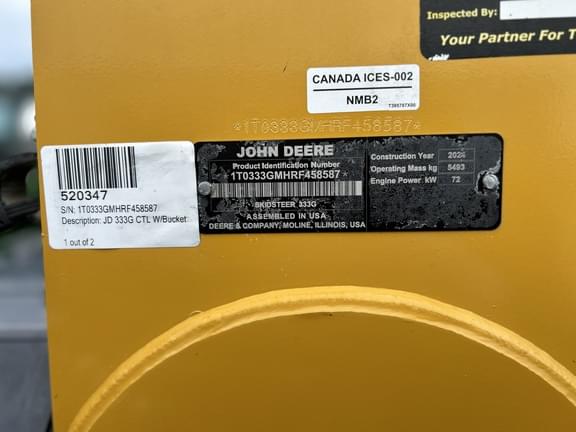 Inspected By:
Your Partner For T
CANADA ICES-002
NMB2
*1T0333GMHRF458587*
JOHN DEERE
Product Identification Number
*1T0333GMHRF458587*
SKIDSTEER 333G
ASSEMBLED IN USA
DEERE & COMPANY, MOLINE, ILLINOIS, USA
Construction Year 2024
Operating Mass kg 5493
Engine Power kW 72
520347
S/N: 1T0333GMHRF458587
Description: JD 333G CTL W/Bucket
1 out of 2